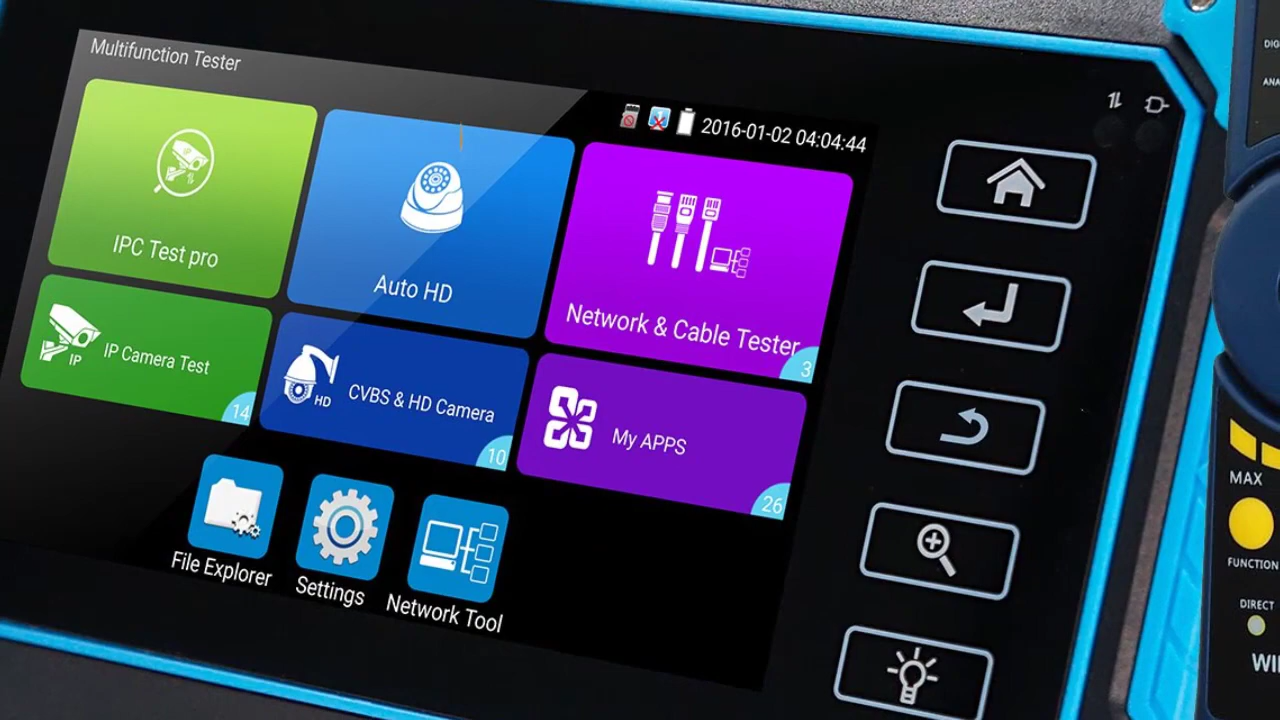 Multifunction Tester
2016-01-02 04:04:44
IPC Test pro
Auto HD
Network & Cable Tester
3
IP
IP Camera Test
14
HD
CVBS & HD Camera
10
My APPS
26
File Explorer
Settings
Network Tool
MAX
FUNCTION
DIRECT